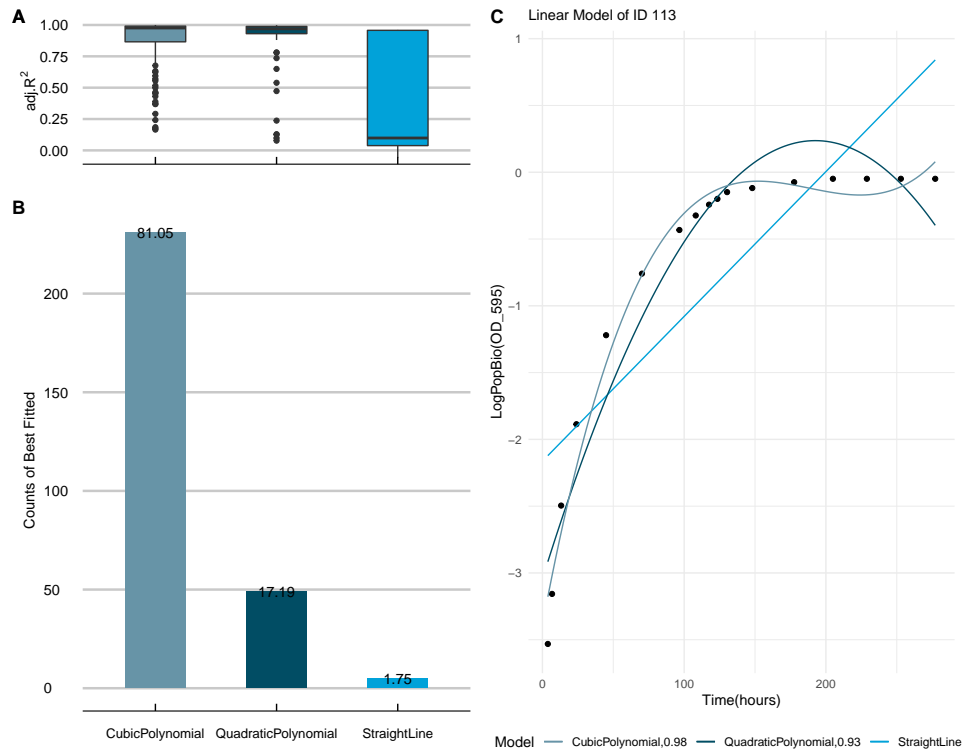 A
adj.R2
1.00
0.75
0.50
0.25
0.00
B
Counts of Best Fitted
200
150
100
50
0
81.05
17.19
1.75
CubicPolynomial
QuadraticPolynomial
StraightLine
C
Linear Model of ID 113
LogPopBio(OD_595)
1
0
−1
−2
−3
0
100
200
Time(hours)
Model
CubicPolynomial,0.98
QuadraticPolynomial,0.93
StraightLine